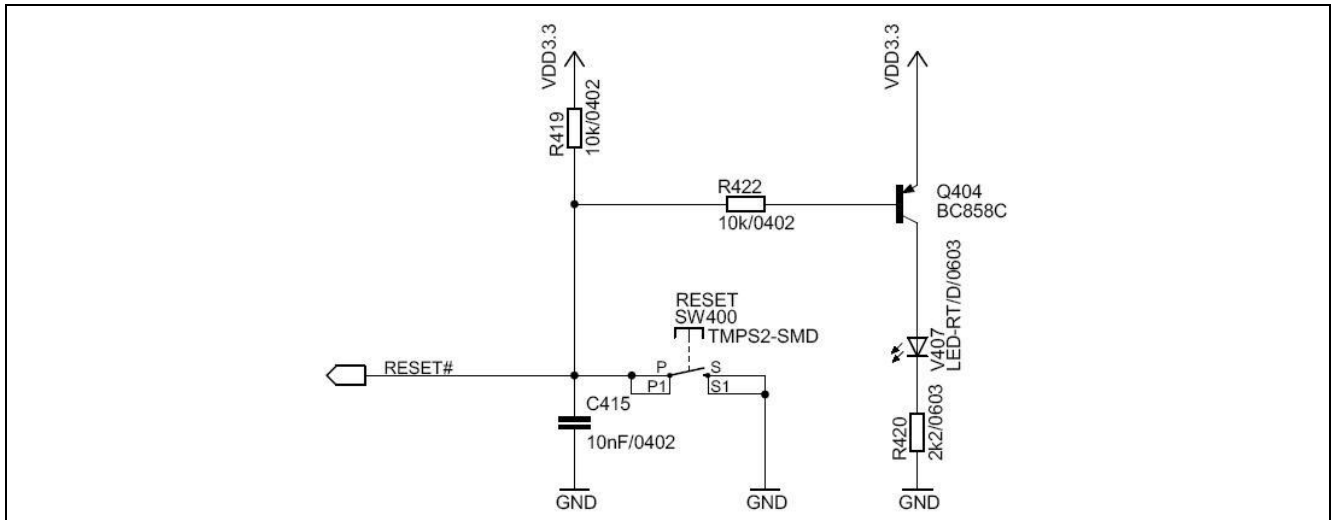 VDD3.3
VDD3.3
R419
10k/0402
R422
10k/0402
Q404
BC858C
RESET
SW400
TMPS2-SMD
V407
LED-RT/D/0603
RESET#
P
S
P1
S1
C415
10nF/0402
R420
2k2/0603
GND
GND
GND